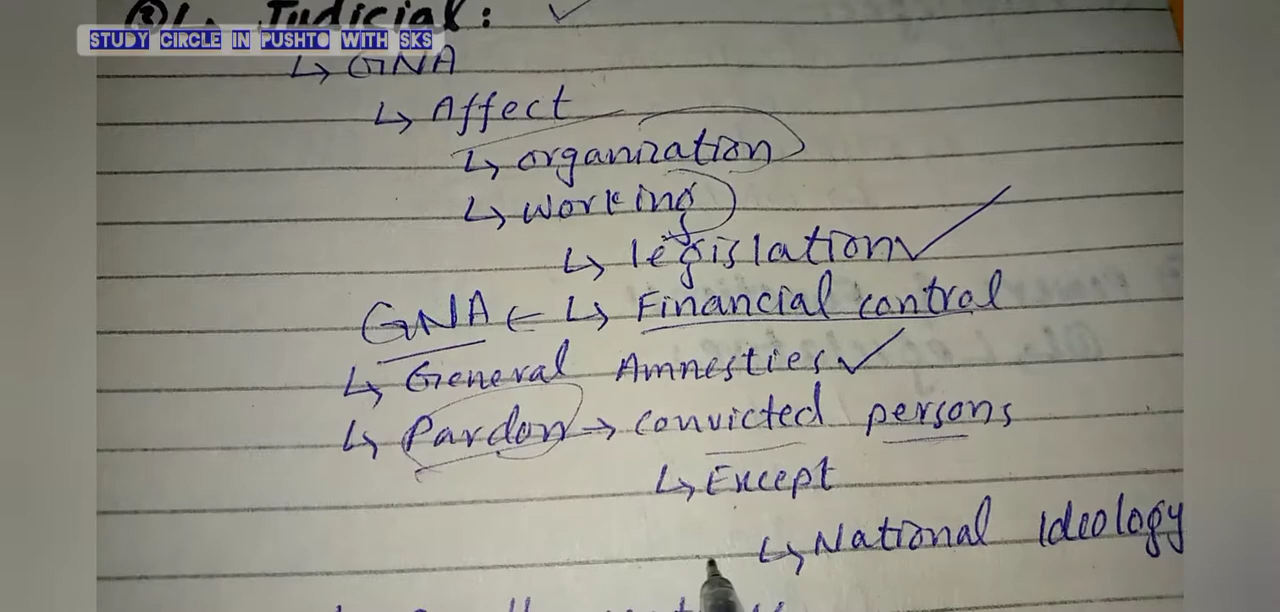 Judicial:
STUDY CIRCLE IN PUSHTO WITH SKS
↳ GNA
↳ Affect
↳ organization
↳ working
↳ legislation ✓
GNA ← ↳ Financial control
↳ General Amnesties ✓
↳ Pardon → convicted persons
↳ Except
↳ National Ideology